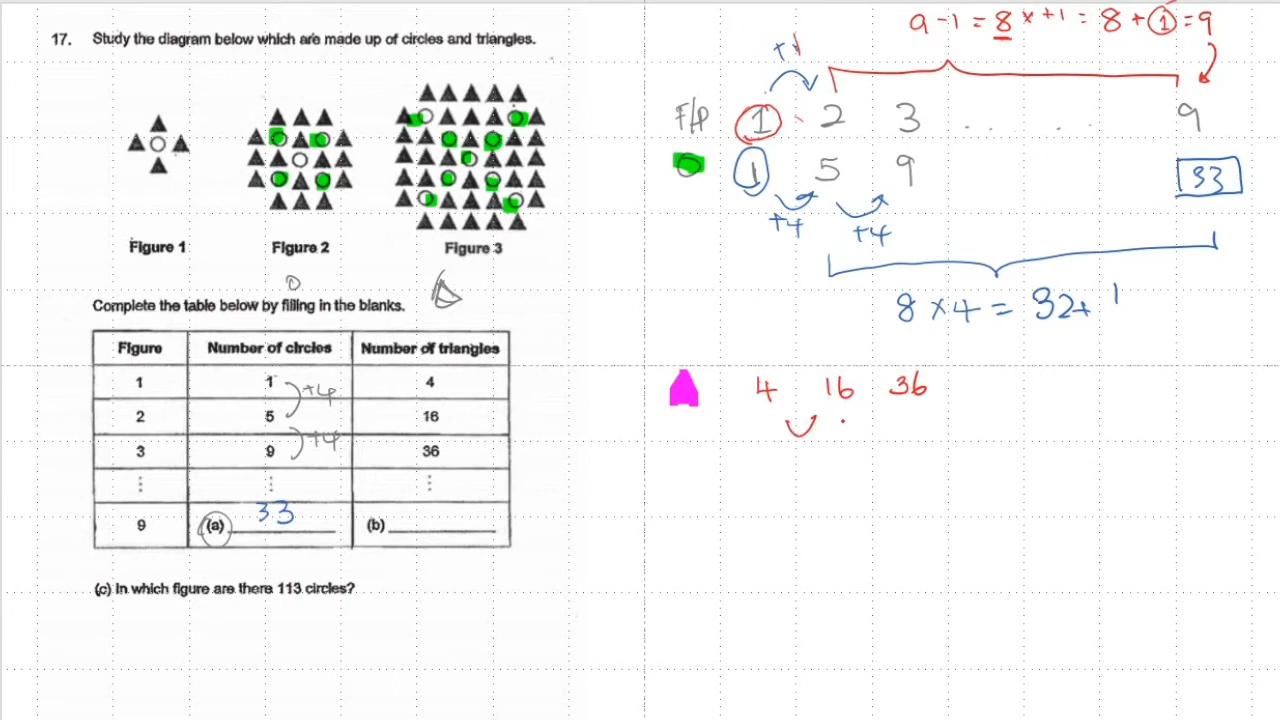 17. Study the diagram below which are made up of circles and triangles.
Figure 1 Figure 2 Figure 3
Complete the table below by filling in the blanks.
Figure Number of circles Number of triangles
1 1 4
+4
2 5 16
+4
3 9 36
⋮ ⋮ ⋮
9 (a) 33 (b)
(c) In which figure are there 113 circles?
9 - 1 = 8 × +1 = 8 + 1 = 9
+1
F/P 1 2 3 . . . . 9
1 5 9 33
+4 +4
8 × 4 = 32 + 1
4 16 36